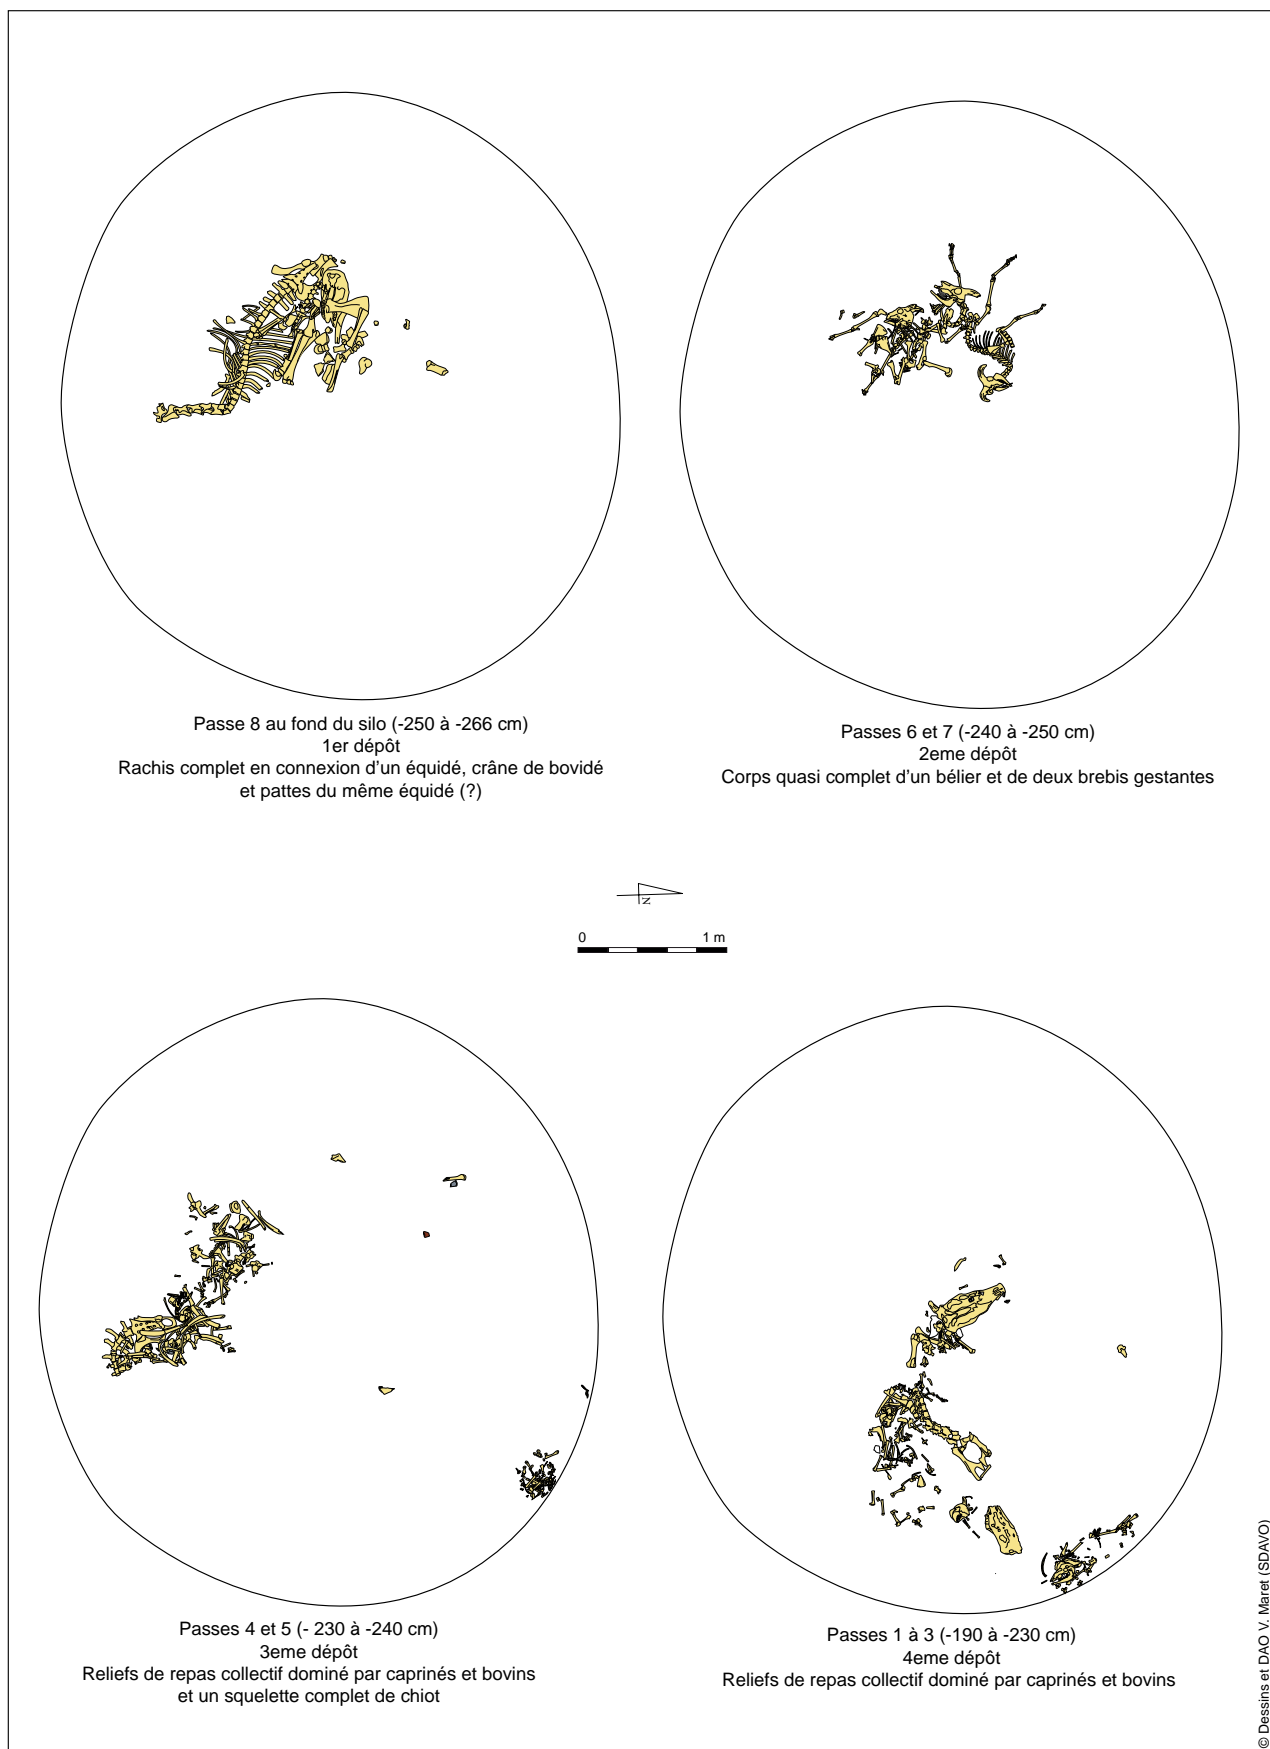 Passe 8 au fond du silo (-250 à -266 cm)
1er dépôt
Rachis complet en connexion d’un équidé, crâne de bovidé
et pattes du même équidé (?)
Passes 6 et 7 (-240 à -250 cm)
2eme dépôt
Corps quasi complet d’un bélier et de deux brebis gestantes
N
0 1 m
Passes 4 et 5 (- 230 à -240 cm)
3eme dépôt
Reliefs de repas collectif dominé par caprinés et bovins
et un squelette complet de chiot
Passes 1 à 3 (-190 à -230 cm)
4eme dépôt
Reliefs de repas collectif dominé par caprinés et bovins
© Dessins et DAO V. Maret (SDAVO)